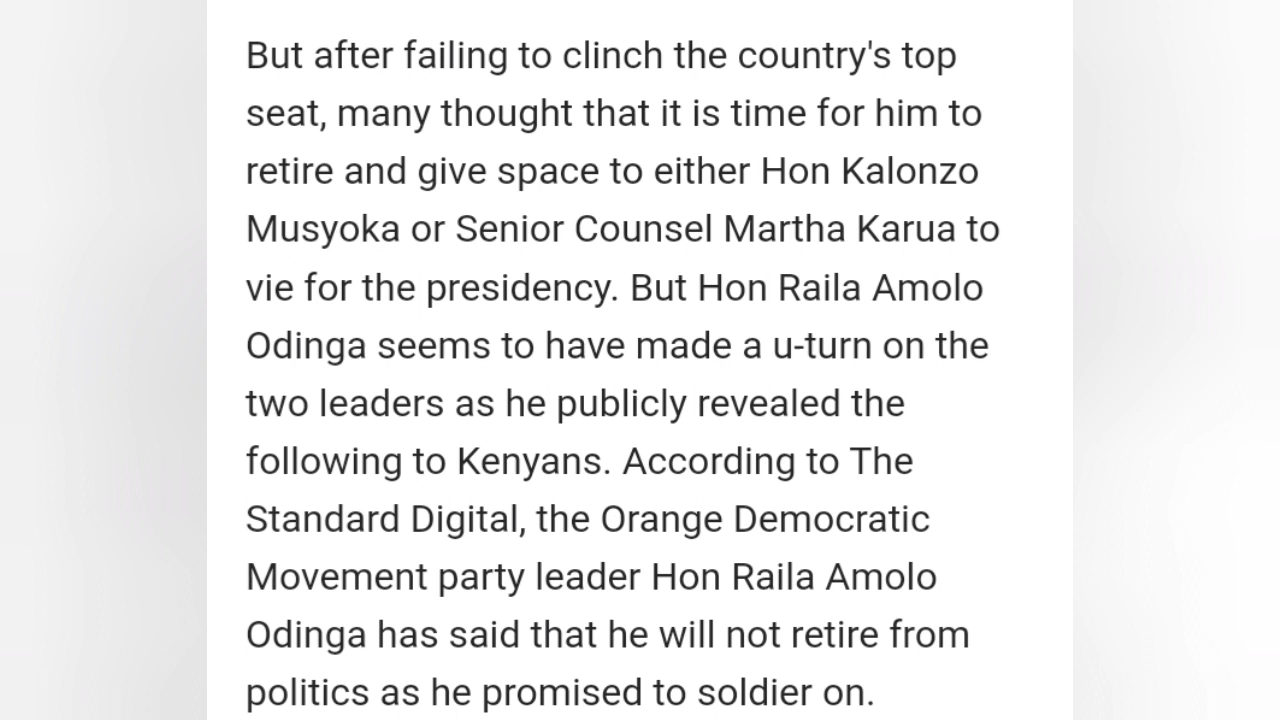 But after failing to clinch the country's top
seat, many thought that it is time for him to
retire and give space to either Hon Kalonzo
Musyoka or Senior Counsel Martha Karua to
vie for the presidency. But Hon Raila Amolo
Odinga seems to have made a u-turn on the
two leaders as he publicly revealed the
following to Kenyans. According to The
Standard Digital, the Orange Democratic
Movement party leader Hon Raila Amolo
Odinga has said that he will not retire from
politics as he promised to soldier on.